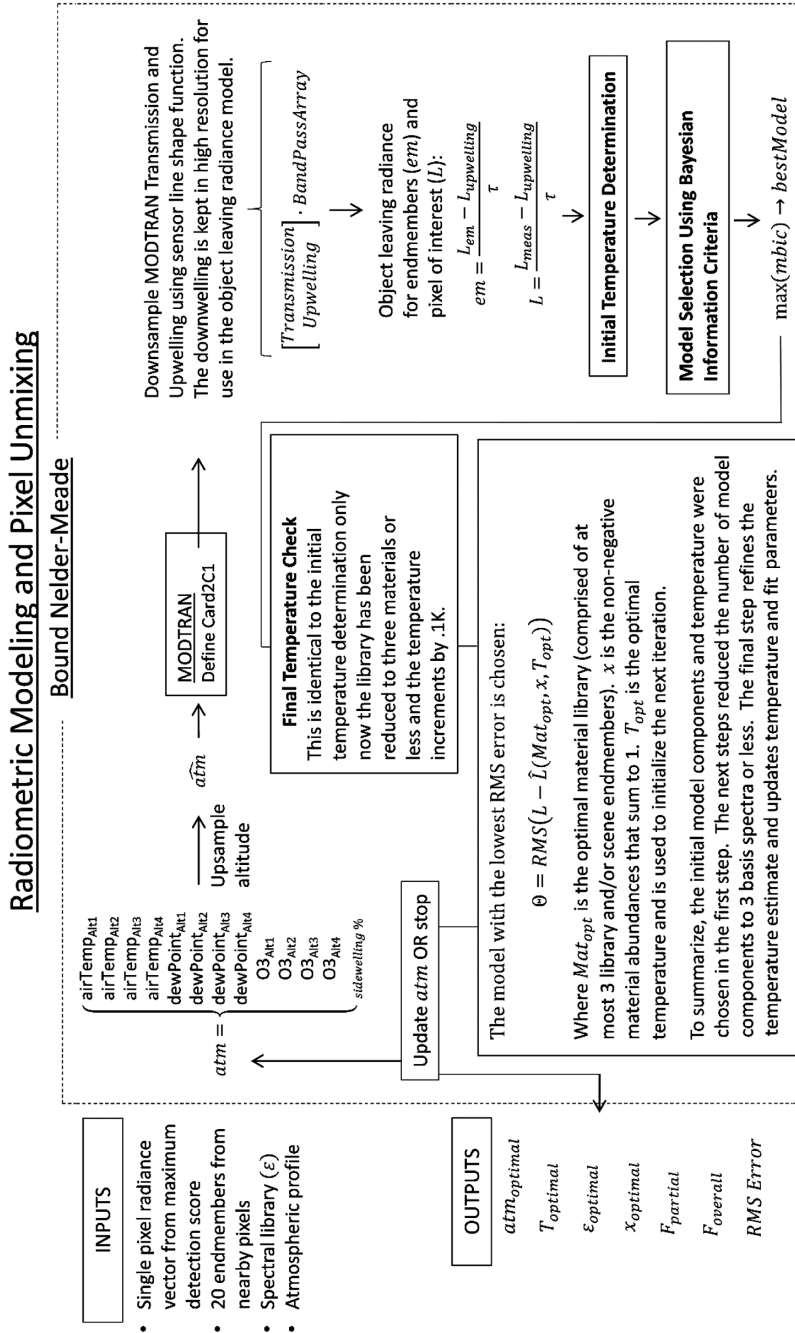 Radiometric Modeling and Pixel Unmixing
Bound Nelder-Meade
INPUTS
• Single pixel radiance
vector from maximum
detection score
• 20 endmembers from
nearby pixels
• Spectral library (ε)
• Atmospheric profile
atm =
airTemp_Alt1
airTemp_Alt2
airTemp_Alt3
airTemp_Alt4
dewPoint_Alt1
dewPoint_Alt2
dewPoint_Alt3
dewPoint_Alt4
O3_Alt1
O3_Alt2
O3_Alt3
O3_Alt4
sidewelling %
Upsample
altitude
\widehat{atm}
MODTRAN
Define Card2C1
Downsample MODTRAN Transmission and
Upwelling using sensor line shape function.
The downwelling is kept in high resolution for
use in the object leaving radiance model.
[Transmission
Upwelling] · BandPassArray
Object leaving radiance
for endmembers (em) and
pixel of interest (L):
em = (L_em − L_upwelling) / τ
L = (L_meas − L_upwelling) / τ
Initial Temperature Determination
Model Selection Using Bayesian
Information Criteria
max(mbic) → bestModel
Final Temperature Check
This is identical to the initial
temperature determination only
now the library has been
reduced to three materials or
less and the temperature
increments by .1K.
The model with the lowest RMS error is chosen:
Θ = RMS(L − L̂(Mat_opt, x, T_opt))
Where Mat_opt is the optimal material library (comprised of at
most 3 library and/or scene endmembers). x is the non-negative
material abundances that sum to 1. T_opt is the optimal
temperature and is used to initialize the next iteration.
To summarize, the initial model components and temperature were
chosen in the first step. The next steps reduced the number of model
components to 3 basis spectra or less. The final step refines the
temperature estimate and updates temperature and fit parameters.
Update atm OR stop
OUTPUTS
atm_optimal
T_optimal
ε_optimal
x_optimal
F_partial
F_overall
RMS Error